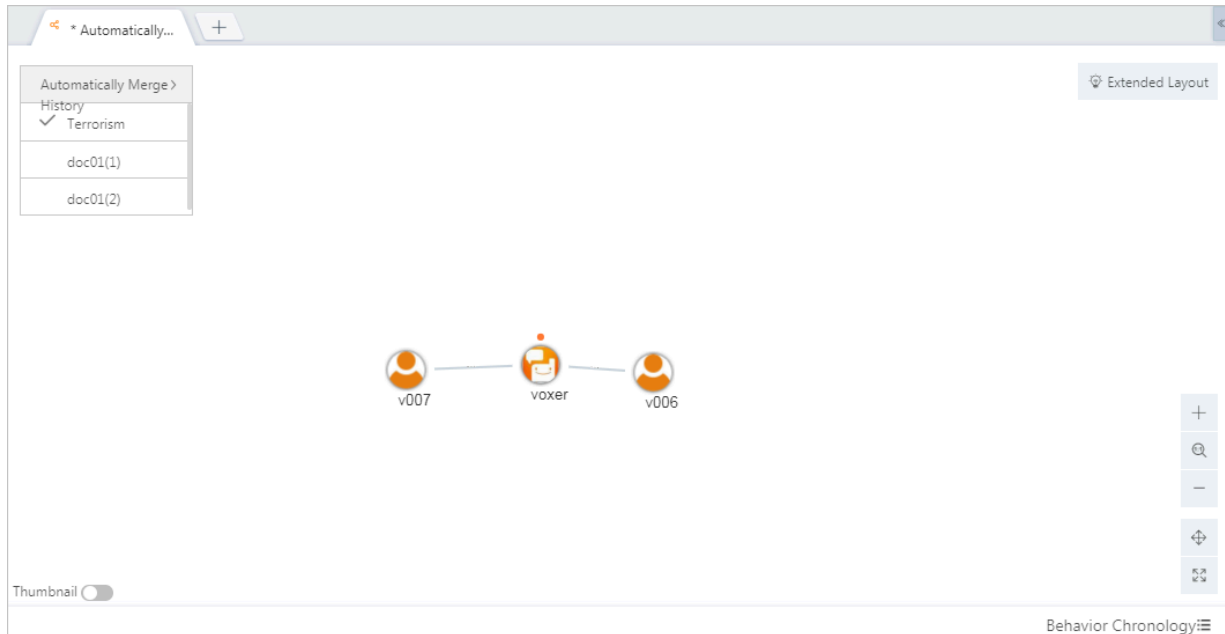 * Automatically...
Automatically Merge
History
Terrorism
doc01(1)
doc01(2)
Extended Layout
v007
voxer
v006
Thumbnail
Behavior Chronology